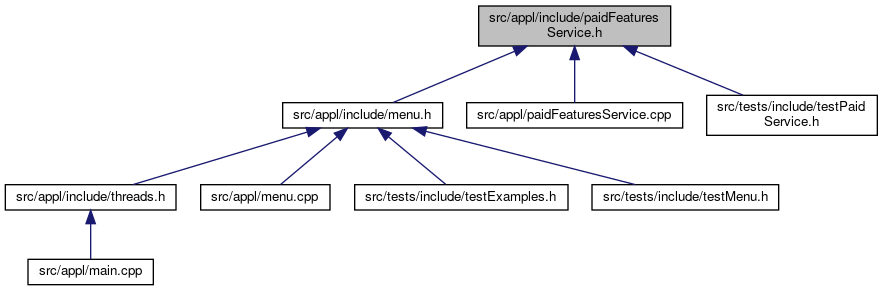 src/appl/include/paidFeatures
Service.h
src/appl/include/menu.h
src/appl/paidFeaturesService.cpp
src/tests/include/testPaid
Service.h
src/appl/include/threads.h
src/appl/menu.cpp
src/tests/include/testExamples.h
src/tests/include/testMenu.h
src/appl/main.cpp